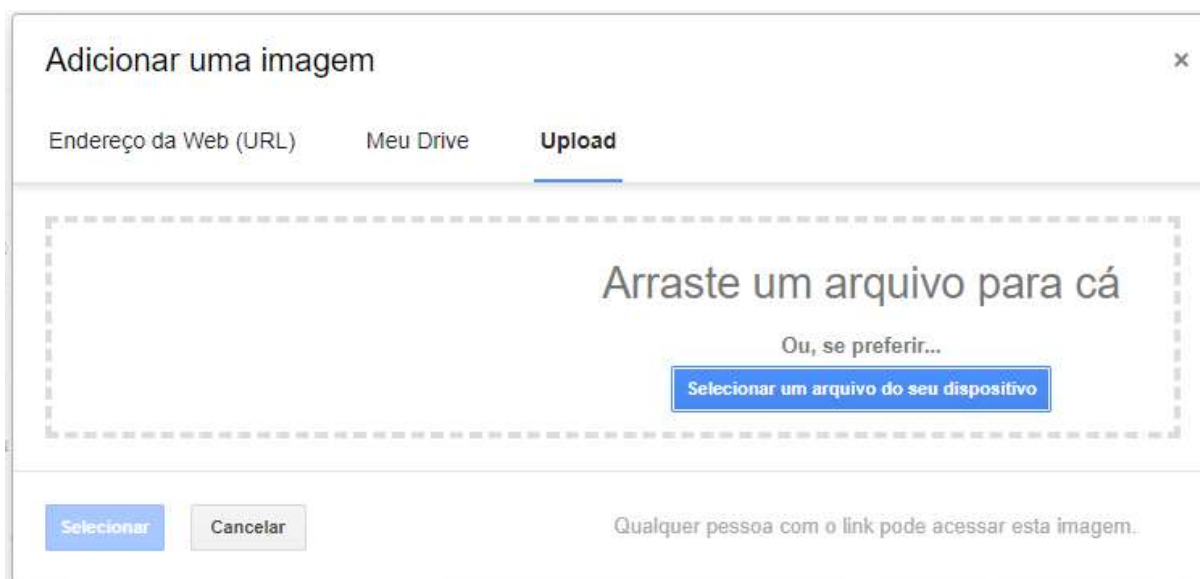 Adicionar uma imagem
×
Endereço da Web (URL) Meu Drive Upload
Arraste um arquivo para cá
Ou, se preferir...
Selecionar um arquivo do seu dispositivo
Selecionar Cancelar Qualquer pessoa com o link pode acessar esta imagem.